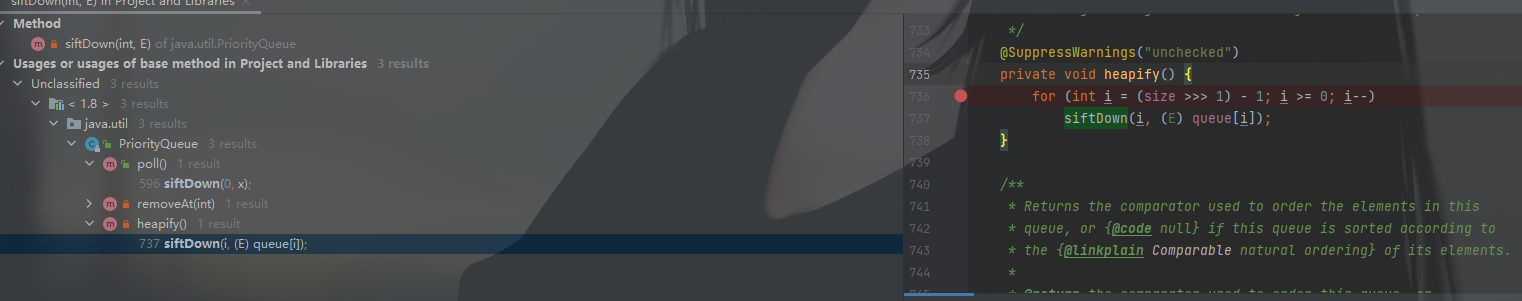 siftDown(int, E) in Project and Libraries
Method
siftDown(int, E) of java.util.PriorityQueue
Usages or usages of base method in Project and Libraries 3 results
Unclassified 3 results
< 1.8 > 3 results
java.util 3 results
PriorityQueue 3 results
poll() 1 result
596 siftDown(0, x);
removeAt(int) 1 result
heapify() 1 result
737 siftDown(i, (E) queue[i]);
733 */
734 @SuppressWarnings("unchecked")
735 private void heapify() {
736 for (int i = (size >>> 1) - 1; i >= 0; i--)
737 siftDown(i, (E) queue[i]);
738 }
739
740 /**
741 * Returns the comparator used to order the elements in this
742 * queue, or {@code null} if this queue is sorted according to
743 * the {@linkplain Comparable natural ordering} of its elements.
744 *